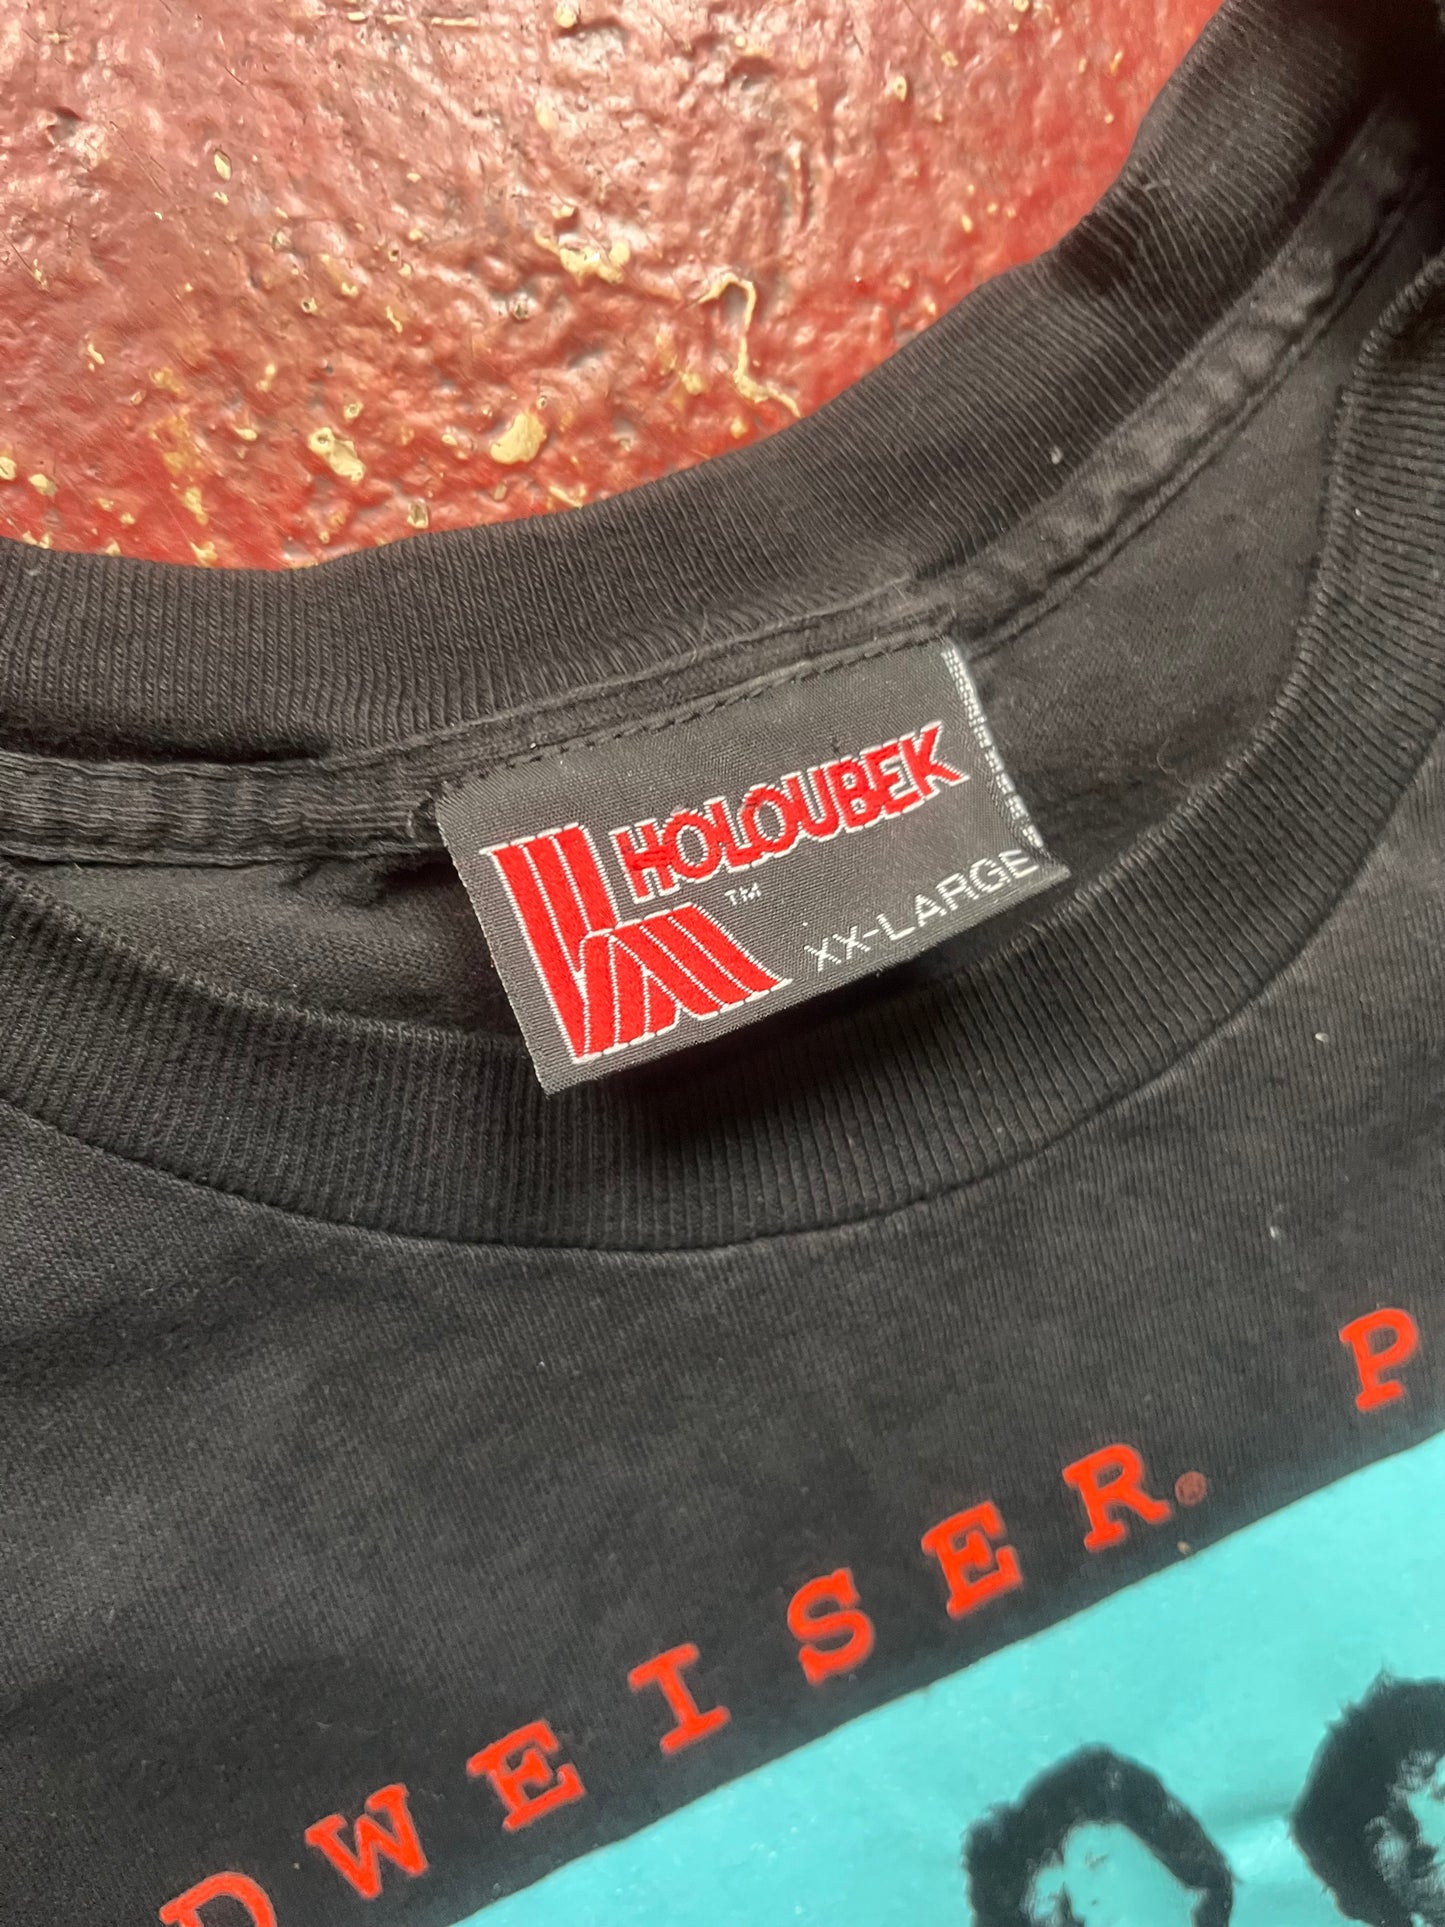 HOLOUBEK
™
XX-LARGE
DWEISER® P